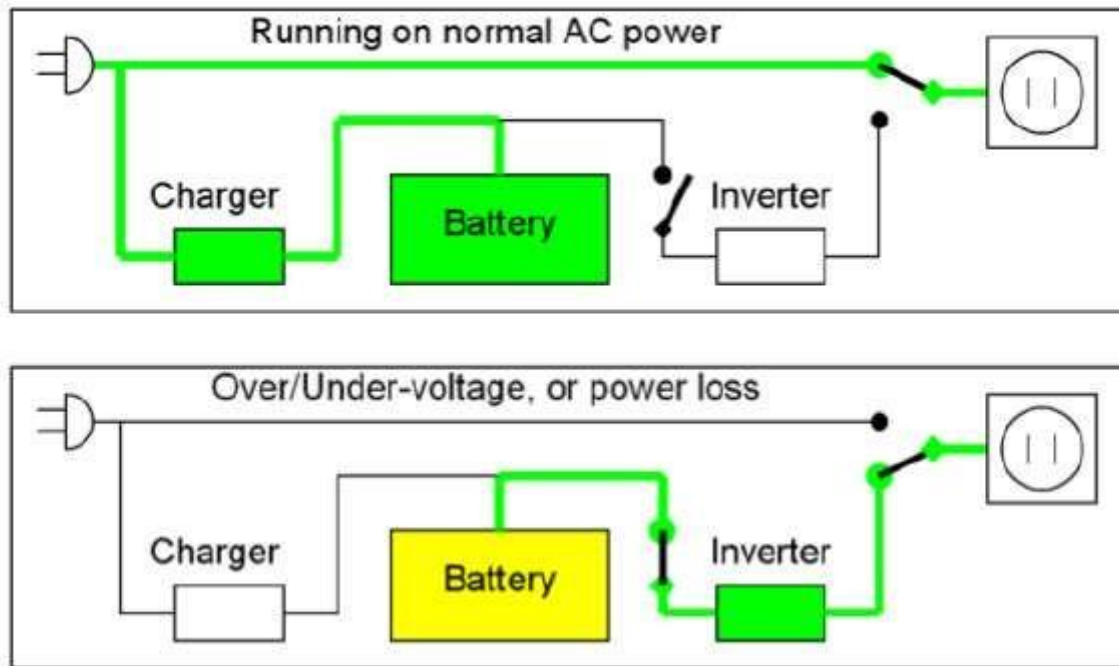 Running on normal AC power
Charger
Battery
Inverter
Over/Under-voltage, or power loss
Charger
Battery
Inverter